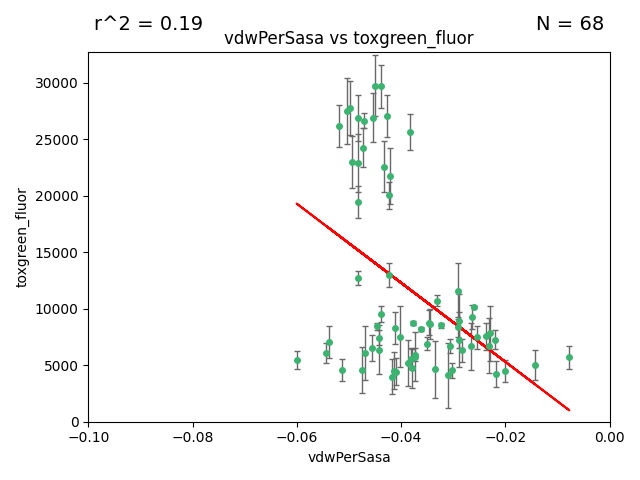 r^2 = 0.19
N = 68
vdwPerSasa vs toxgreen_fluor
toxgreen_fluor
30000
25000
20000
15000
10000
5000
0
−0.10
−0.08
−0.06
−0.04
−0.02
0.00
vdwPerSasa